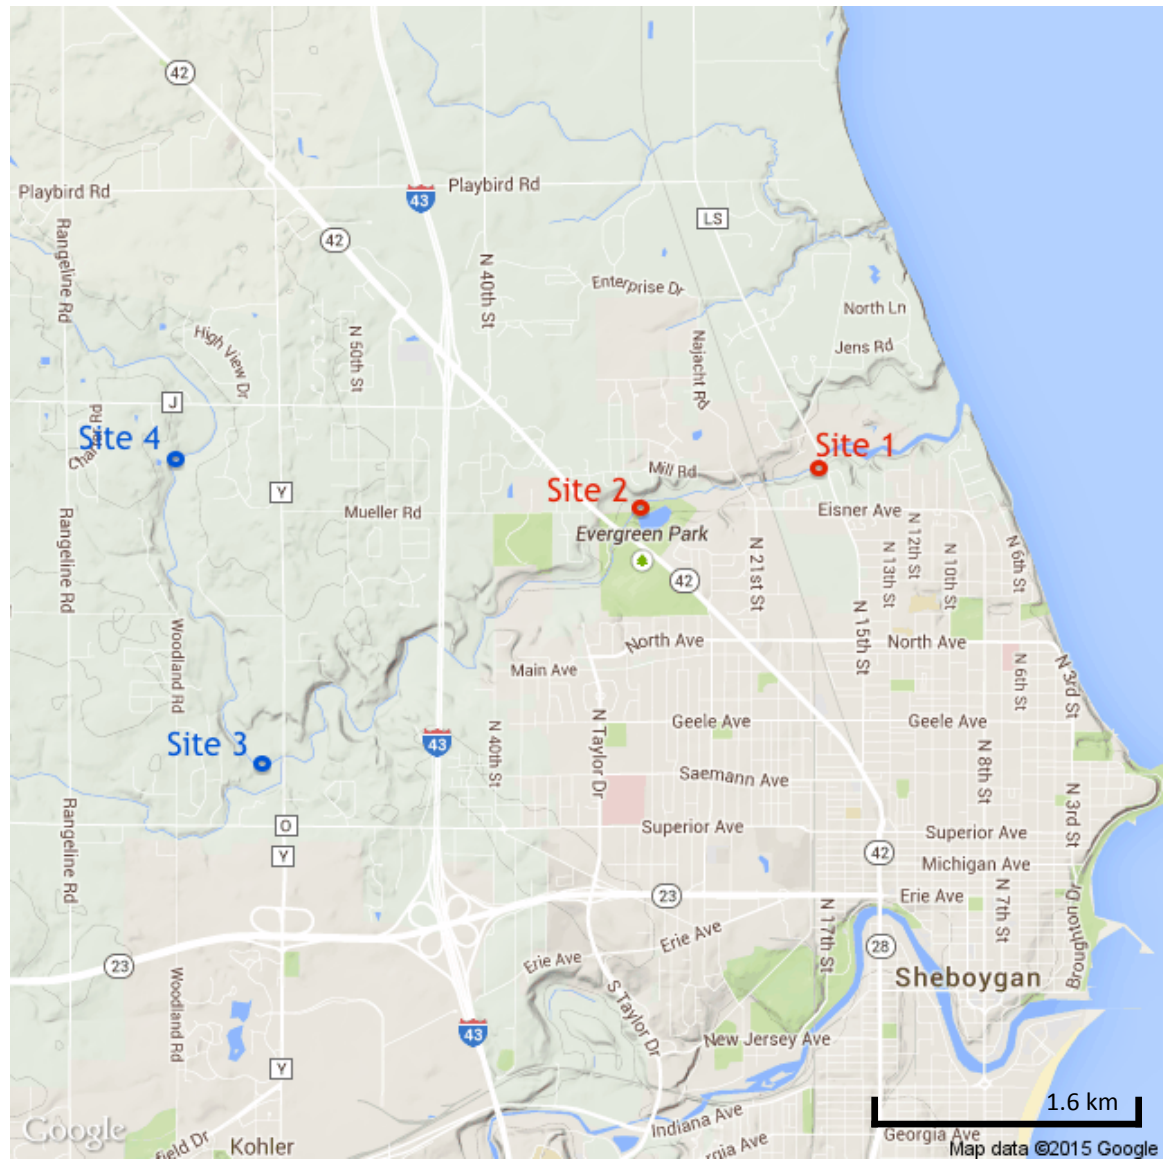 42
Playbird Rd
43
Playbird Rd
LS
Rangeline Rd
42
N 40th St
Enterprise Dr
North Ln
High View Dr
N 50th St
Najacht Rd
Jens Rd
J
Site 4
Site 1
Mill Rd
Y
Site 2
Mueller Rd
Eisner Ave
Evergreen Park
Rangeline Rd
N 21st St
N 13th St
N 12th St
N 10th St
N 6th St
42
Woodland Rd
North Ave
N 15th St
North Ave
Main Ave
N 6th St
N 3rd St
Site 3
43
N 40th St
N Taylor Dr
Geele Ave
Geele Ave
Saemann Ave
N 8th St
N 3rd St
Rangeline Rd
O
Superior Ave
Superior Ave
Y
42
Michigan Ave
23
Erie Ave
N 7th St
Broughton Dr
N 17th St
Erie Ave
28
23
Erie Ave
Sheboygan
Woodland Rd
S Taylor Dr
43
New Jersey Ave
Y
1.6 km
Google
Indiana Ave
field Dr
Kohler
rgia Ave
Georgia Ave
Map data ©2015 Google